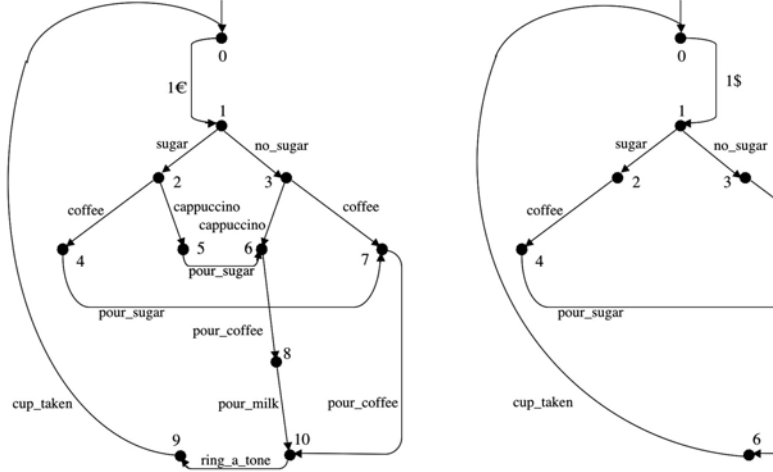 0
0
1€
1$
1
1
sugar
no_sugar
sugar
no_sugar
2
3
2
3
coffee
cappuccino
coffee
coffee
cappuccino
4
5
6
7
4
pour_sugar
pour_sugar
pour_sugar
pour_coffee
8
cup_taken
pour_milk
pour_coffee
cup_taken
9
10
6
ring_a_tone